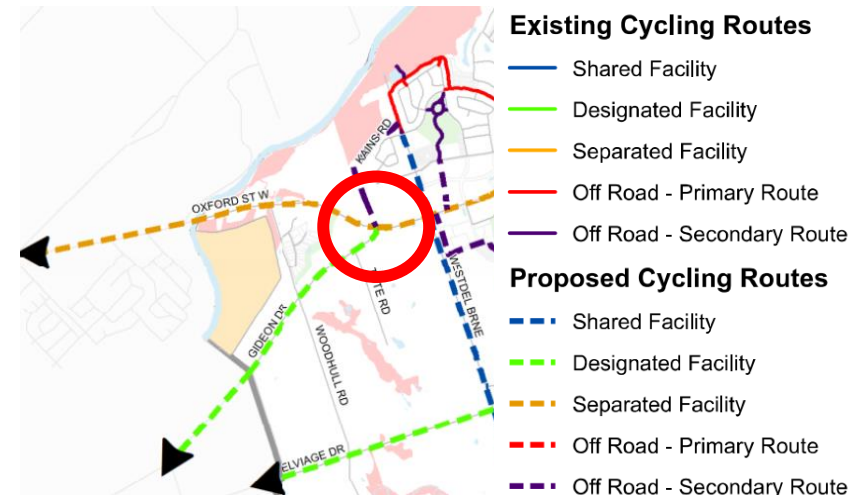 Existing Cycling Routes
Shared Facility
Designated Facility
Separated Facility
Off Road - Primary Route
Off Road - Secondary Route
Proposed Cycling Routes
Shared Facility
Designated Facility
Separated Facility
Off Road - Primary Route
Off Road - Secondary Route
KAINS RD
OXFORD ST W
WESTDEL BRNE
GIDEON DR
WOODHULL RD
ELVIAGE DR